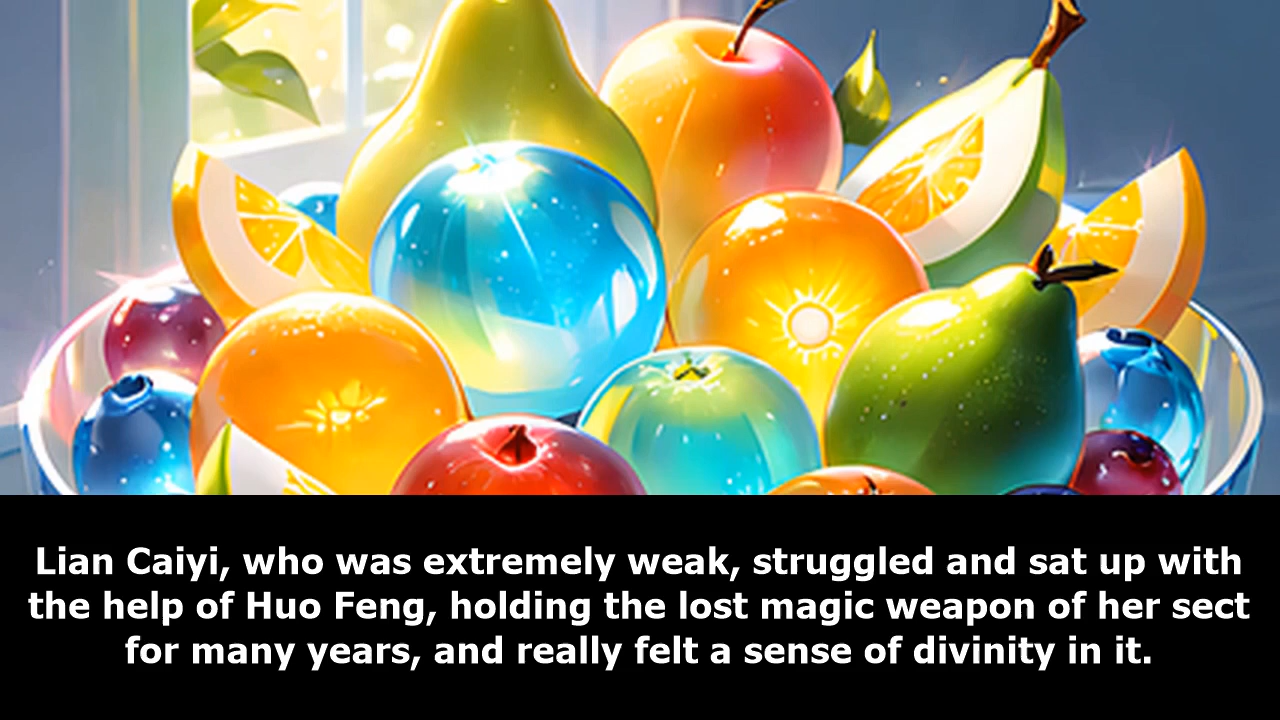 Lian Caiyi, who was extremely weak, struggled and sat up with
the help of Huo Feng, holding the lost magic weapon of her sect
for many years, and really felt a sense of divinity in it.